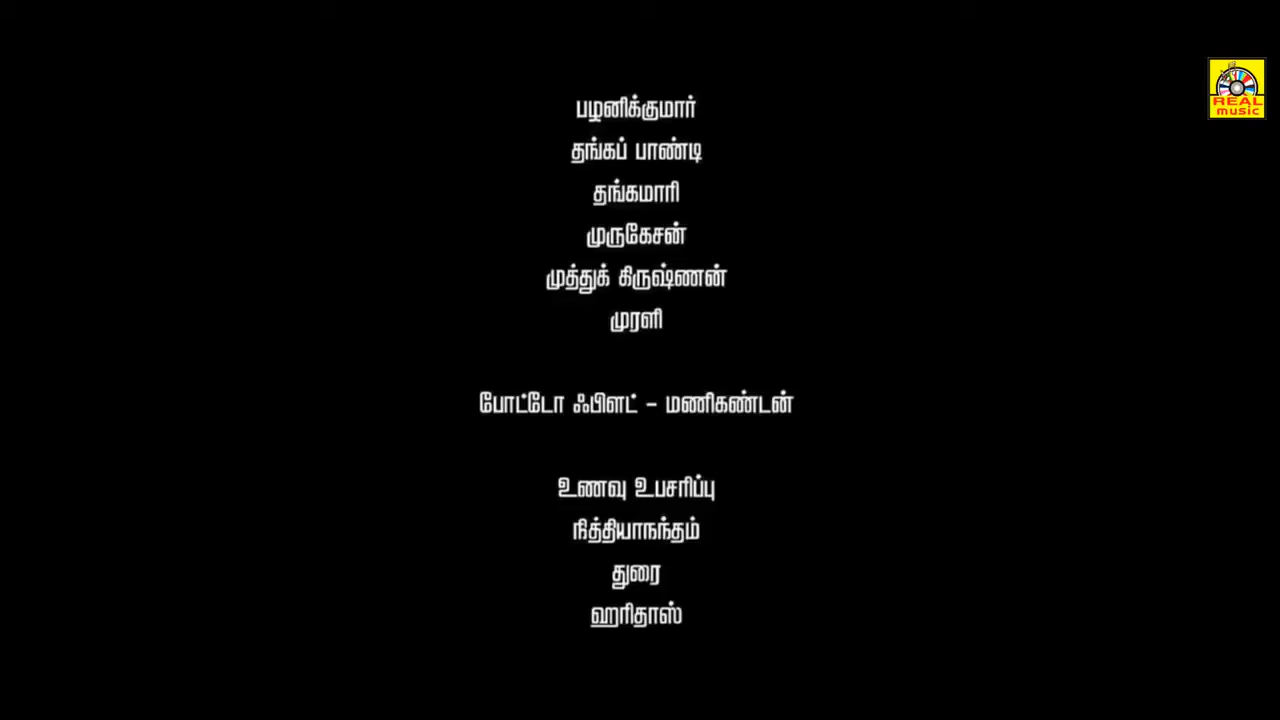 REAL
music
பழனிக்குமார்
தங்கப் பாண்டி
தங்கமாரி
முருகேசன்
முத்துக் கிருஷ்ணன்
முரளி
போட்டோ ஃபிளட் – மணிகண்டன்
உணவு உபசரிப்பு
நித்தியாநந்தம்
துரை
ஹரிதாஸ்